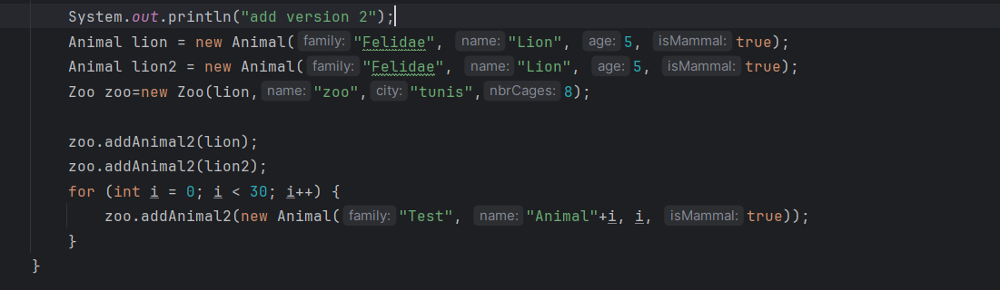 System.out.println("add version 2");
Animal lion = new Animal( family: "Felidae", name: "Lion", age: 5, isMammal: true);
Animal lion2 = new Animal( family: "Felidae", name: "Lion", age: 5, isMammal: true);
Zoo zoo=new Zoo(lion, name: "zoo", city: "tunis", nbrCages: 8);
zoo.addAnimal2(lion);
zoo.addAnimal2(lion2);
for (int i = 0; i < 30; i++) {
zoo.addAnimal2(new Animal( family: "Test", name: "Animal"+i, i, isMammal: true));
}
}